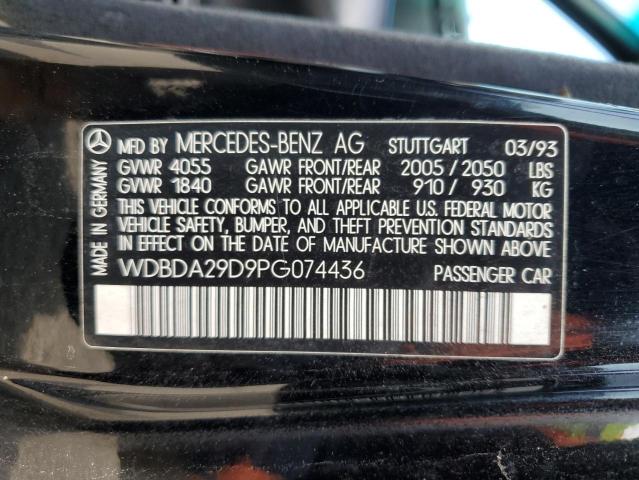 MADE IN GERMANY
MFD BY MERCEDES-BENZ AG STUTTGART 03/93
GVWR 4055 GAWR FRONT/REAR 2005/2050 LBS
GVWR 1840 GAWR FRONT/REAR 910/930 KG
THIS VEHICLE CONFORMS TO ALL APPLICABLE U.S. FEDERAL MOTOR
VEHICLE SAFETY, BUMPER, AND THEFT PREVENTION STANDARDS
IN EFFECT ON THE DATE OF MANUFACTURE SHOWN ABOVE
WDBDA29D9PG074436 PASSENGER CAR